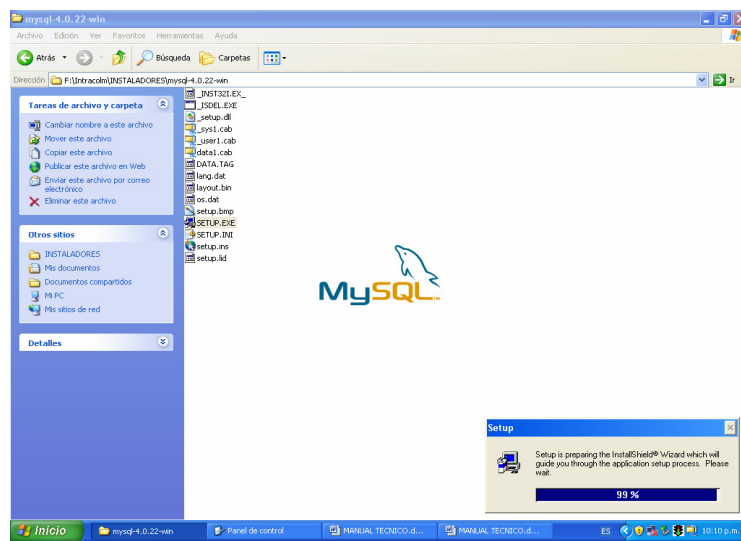 mysql-4.0.22-win
Archivo Edición Ver Favoritos Herramientas Ayuda
Atrás Búsqueda Carpetas
Dirección F:\Intracolm\INSTALADORES\mysql-4.0.22-win Ir
Tareas de archivo y carpeta
Cambiar nombre a este archivo
Mover este archivo
Copiar este archivo
Publicar este archivo en Web
Enviar este archivo por correo
electrónico
Eliminar este archivo
Otros sitios
INSTALADORES
Mis documentos
Documentos compartidos
Mi PC
Mis sitios de red
Detalles
_INST32I.EX_
_ISDEL.EXE
_setup.dll
_sys1.cab
_user1.cab
data1.cab
DATA.TAG
lang.dat
layout.bin
os.dat
setup.bmp
SETUP.EXE
SETUP.INI
setup.ins
setup.lid
MySQL
Setup
Setup is preparing the InstallShield® Wizard which will
guide you through the application setup process. Please
wait.
99 %
Inicio mysql-4.0.22-win Panel de control MANUAL TECNICO.d... MANUAL TECNICO.d... ES 10:10 p.m.